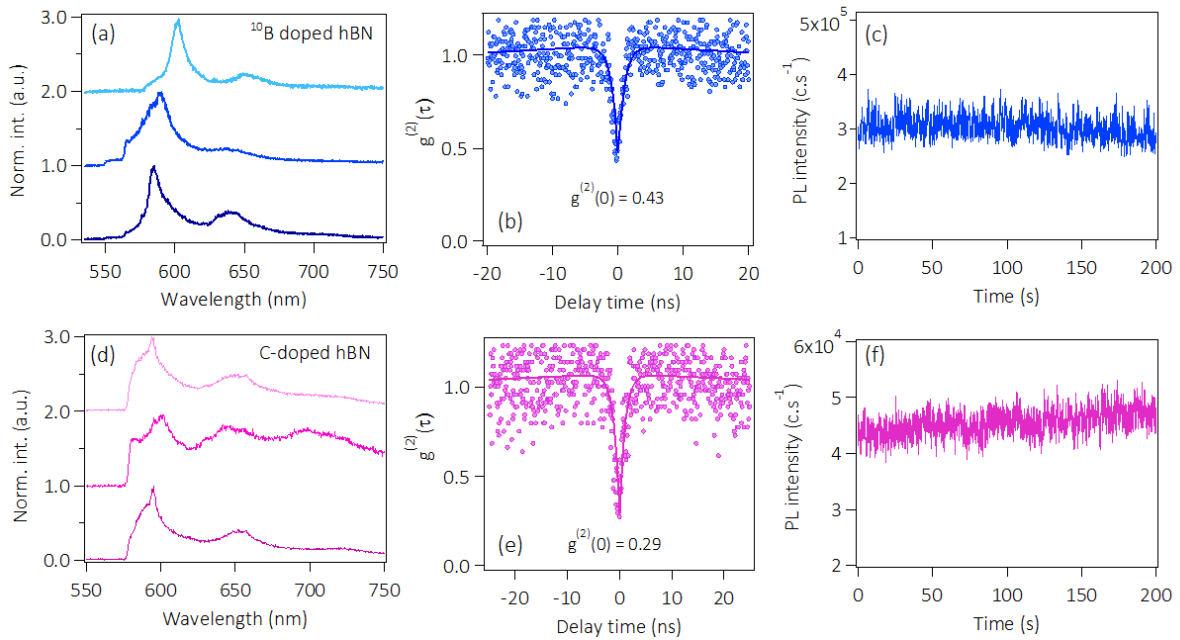 (a)
¹⁰B doped hBN
Norm. int. (a.u.)
3.0
2.0
1.0
0.0
550 600 650 700 750
Wavelength (nm)
g⁽²⁾(τ)
1.0
0.5
0.0
(b)
g⁽²⁾(0) = 0.43
-20 -10 0 10 20
Delay time (ns)
(c)
PL intensity (c.s⁻¹)
5x10⁵
4
3
2
1
0 50 100 150 200
Time (s)
(d)
C-doped hBN
Norm. int. (a.u.)
3.0
2.0
1.0
0.0
550 600 650 700 750
Wavelength (nm)
(e)
g⁽²⁾(τ)
1.0
0.5
0.0
g⁽²⁾(0) = 0.29
-20 -10 0 10 20
Delay time (ns)
(f)
PL intensity (c.s⁻¹)
6x10⁴
5
4
3
2
0 50 100 150 200
Time (s)